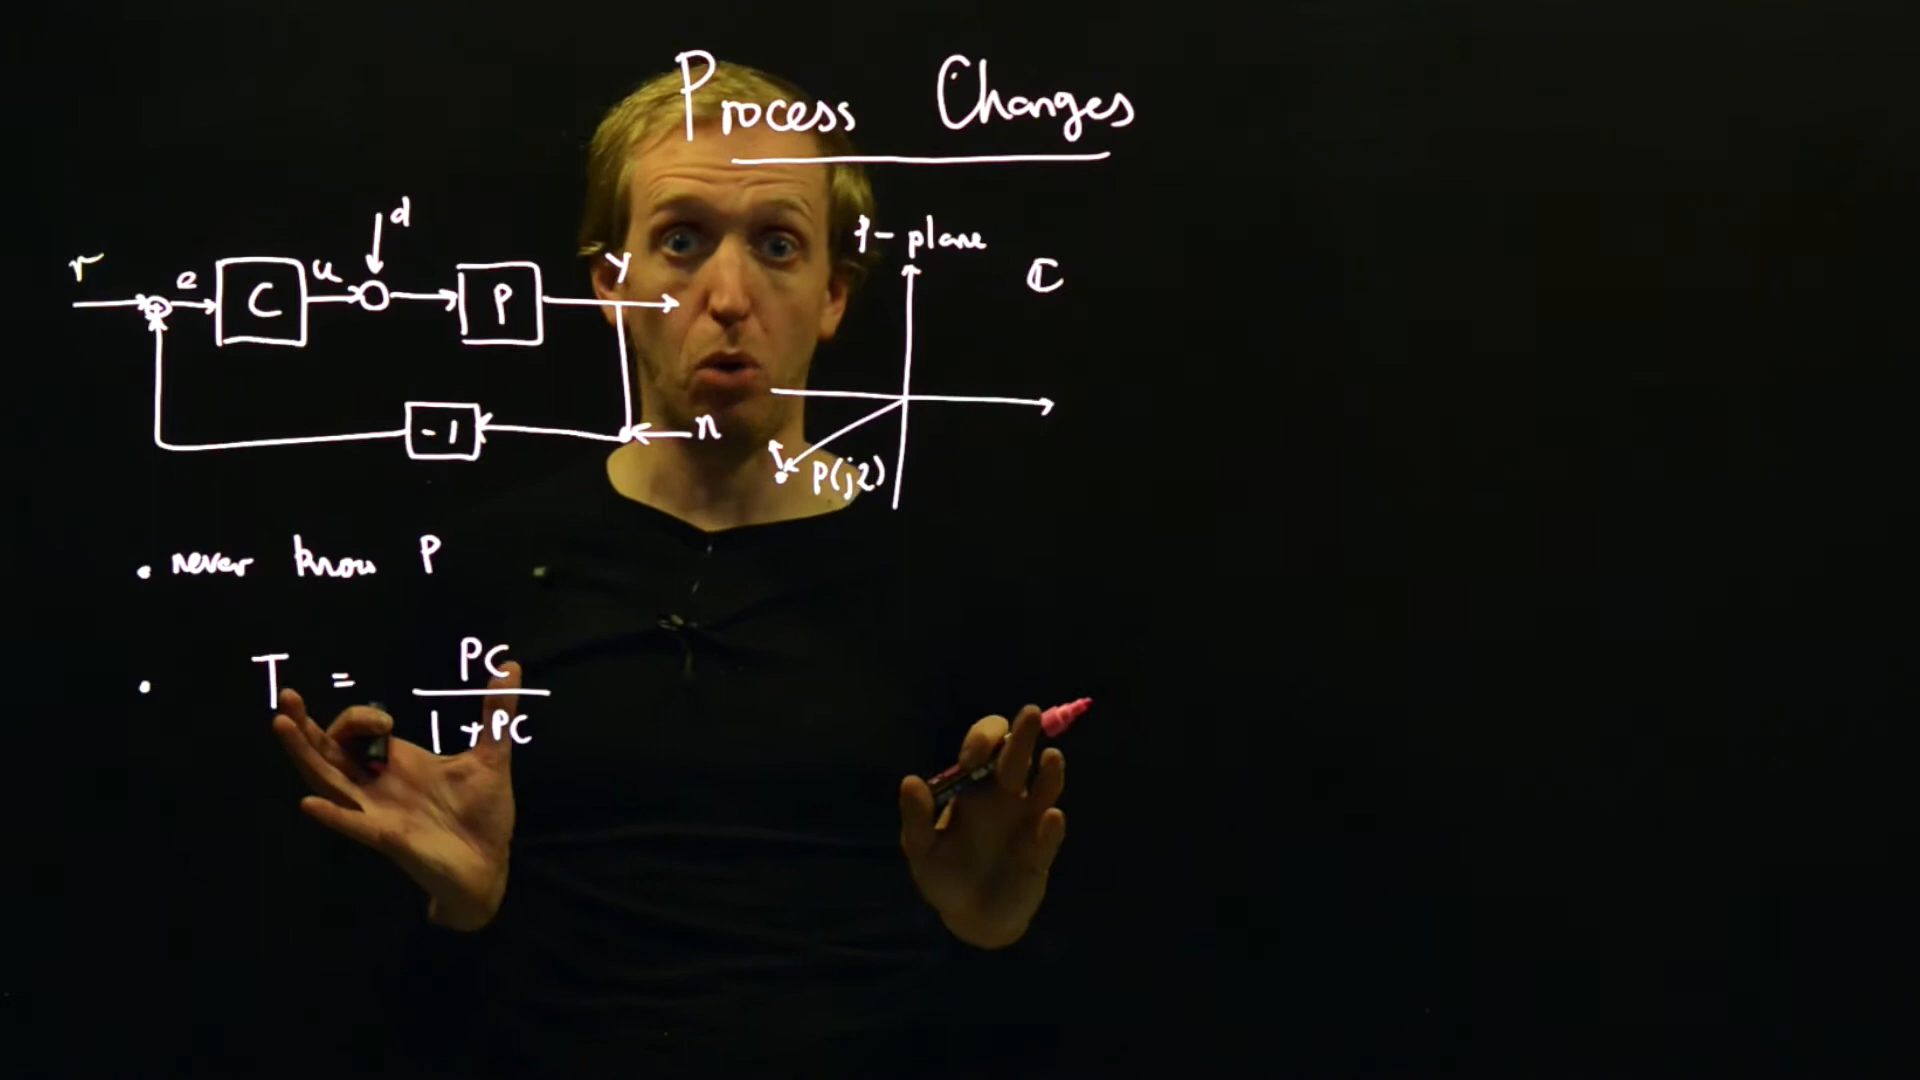 Process Changes
r e C u d P y
-1 n
P-plane
ℂ
P(j2)
• never know P
• T = PC / 1+PC